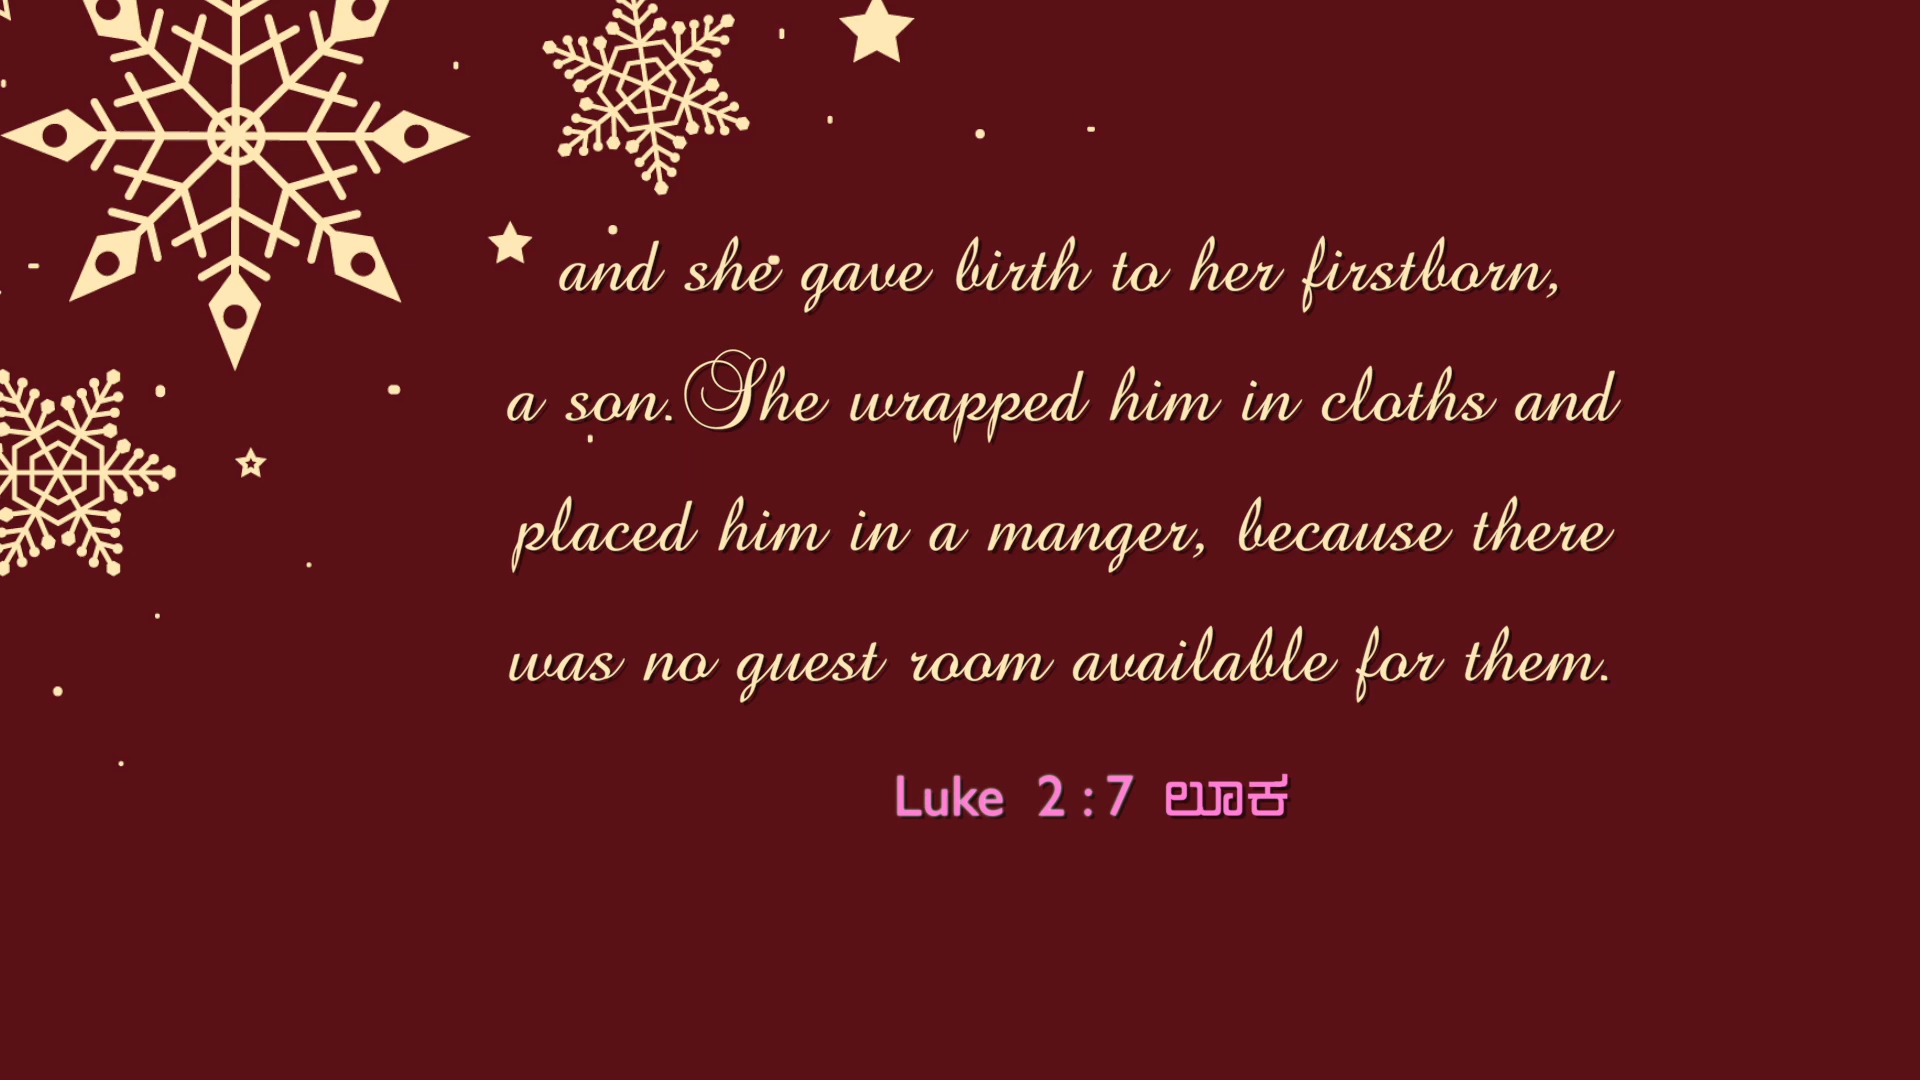 and she gave birth to her firstborn,
a son. She wrapped him in cloths and
placed him in a manger, because there
was no guest room available for them.
Luke 2:7 ಲೂಕ